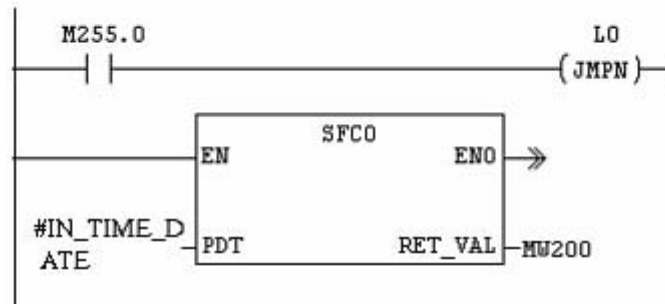 M255.0 L0
JMPN
SFC0
EN ENO
#IN_TIME_D
ATE
PDT RET_VAL MW200